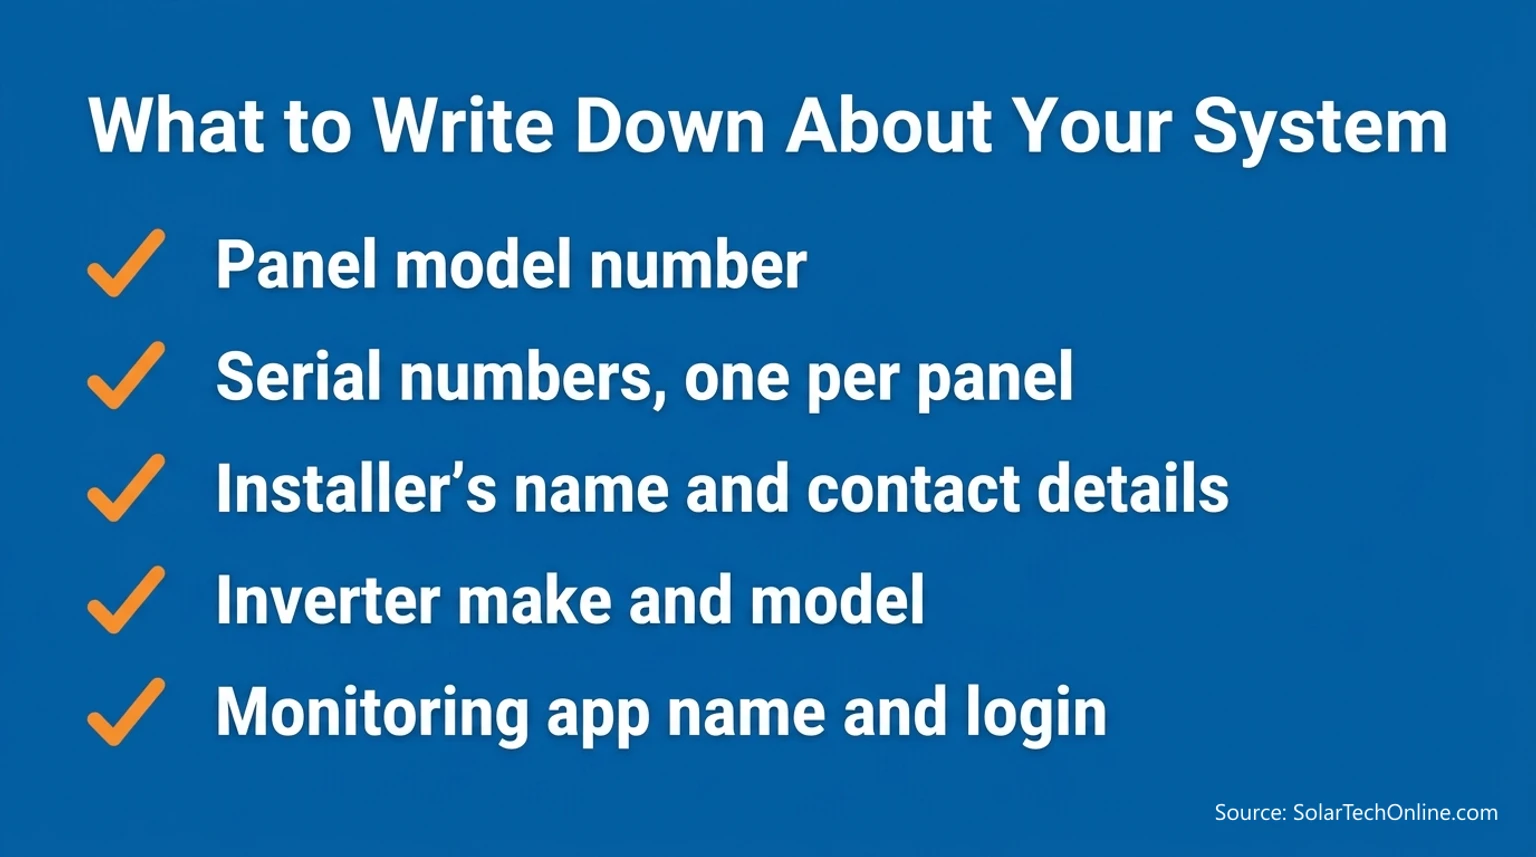 What to Write Down About Your System
Panel model number
Serial numbers, one per panel
Installer’s name and contact details
Inverter make and model
Monitoring app name and login
Source: SolarTechOnline.com